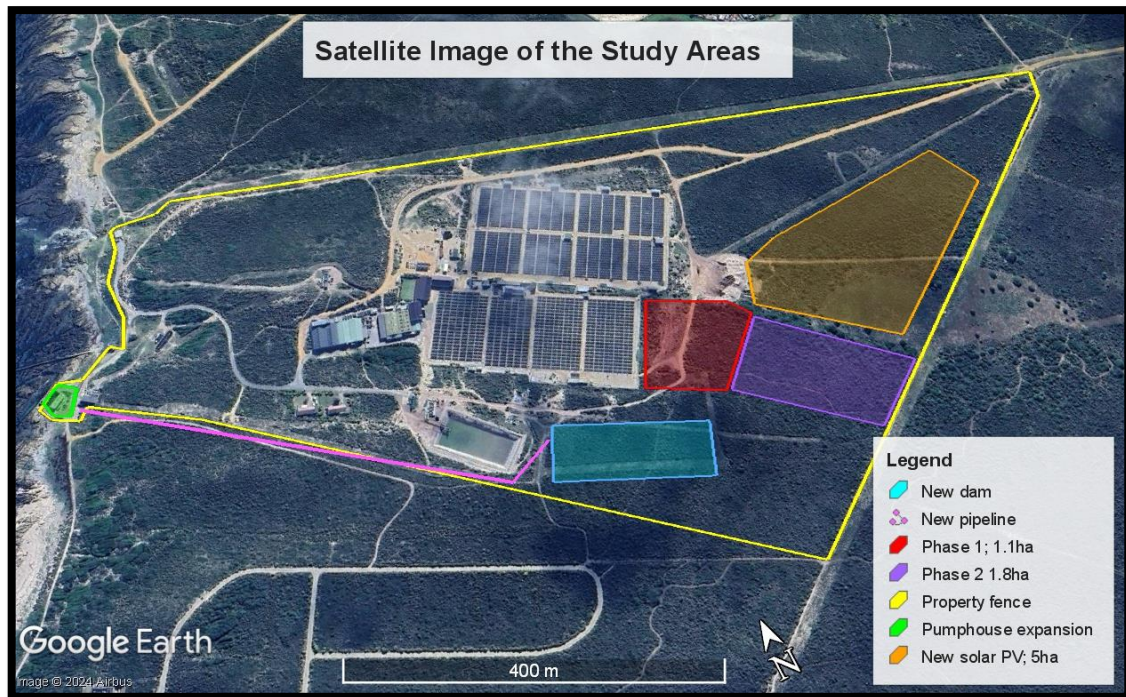 Satellite Image of the Study Areas
Legend
New dam
New pipeline
Phase 1; 1.1ha
Phase 2 1.8ha
Property fence
Pumphouse expansion
New solar PV; 5ha
N
400 m
Google Earth
mage © 2024 Airbus